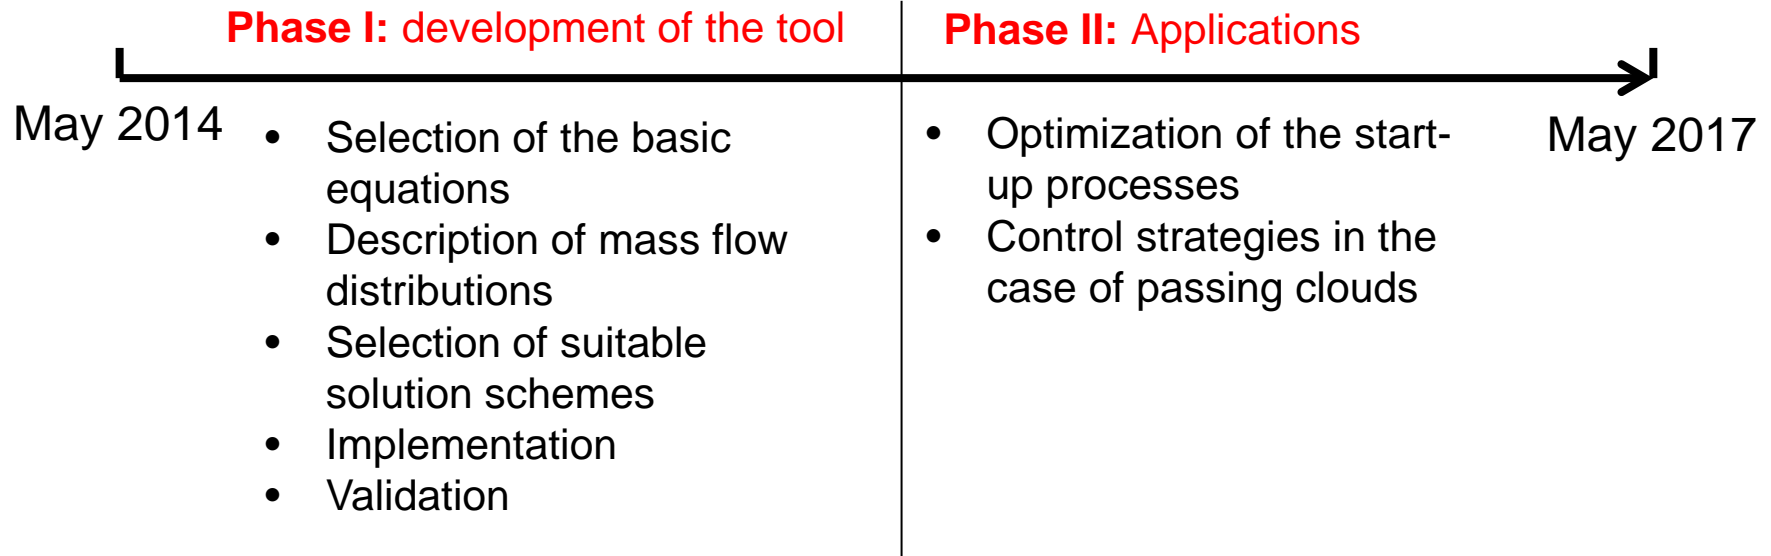 Phase I: development of the tool
Phase II: Applications
May 2014
• Selection of the basic
equations
• Description of mass flow
distributions
• Selection of suitable
solution schemes
• Implementation
• Validation
• Optimization of the start-
up processes
• Control strategies in the
case of passing clouds
May 2017